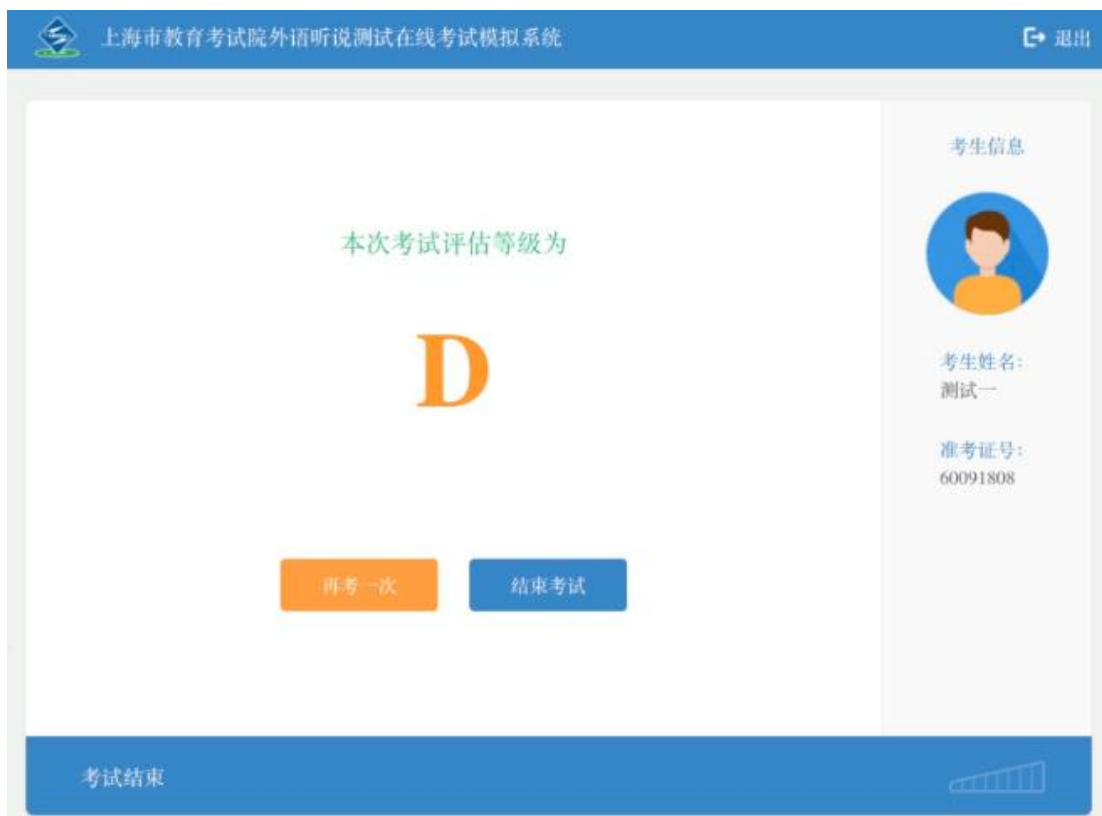 上海市教育考试院外语听说测试在线考试模拟系统
退出
考生信息
本次考试评估等级为
D
考生姓名:
测试一
准考证号:
60091808
再考一次
结束考试
考试结束